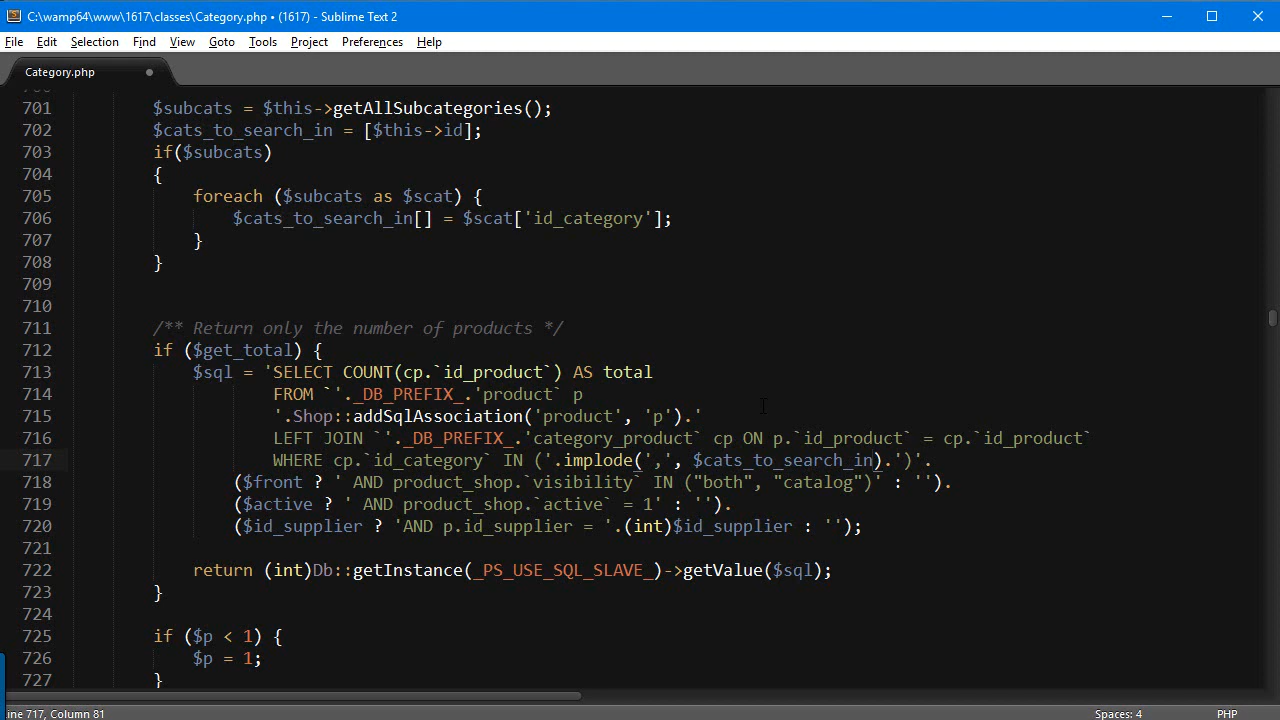 C:\wamp64\www\1617\classes\Category.php • (1617) - Sublime Text 2
File Edit Selection Find View Goto Tools Project Preferences Help
Category.php
701 $subcats = $this->getAllSubcategories();
702 $cats_to_search_in = [$this->id];
703 if($subcats)
704 {
705 foreach ($subcats as $scat) {
706 $cats_to_search_in[] = $scat['id_category'];
707 }
708 }
709
710
711 /** Return only the number of products */
712 if ($get_total) {
713 $sql = 'SELECT COUNT(cp.`id_product`) AS total
714 FROM `'._DB_PREFIX_.'product` p
715 '.Shop::addSqlAssociation('product', 'p').'
716 LEFT JOIN `'._DB_PREFIX_.'category_product` cp ON p.`id_product` = cp.`id_product`
717 WHERE cp.`id_category` IN ('.implode(',', $cats_to_search_in).')'.
718 ($front ? ' AND product_shop.`visibility` IN ("both", "catalog")' : '').
719 ($active ? ' AND product_shop.`active` = 1' : '').
720 ($id_supplier ? 'AND p.id_supplier = '.(int)$id_supplier : '');
721
722 return (int)Db::getInstance(_PS_USE_SQL_SLAVE_)->getValue($sql);
723 }
724
725 if ($p < 1) {
726 $p = 1;
727 }
ine 717, Column 81 Spaces: 4 PHP